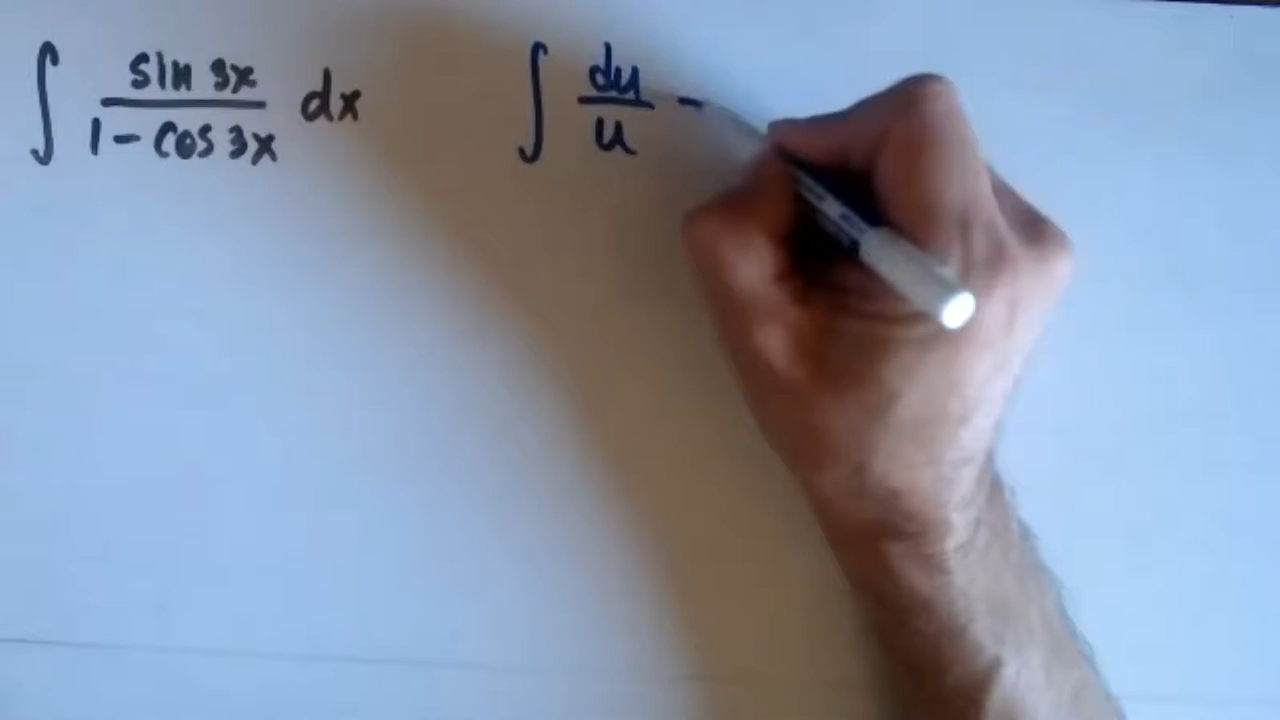 ∫ sin 3x / 1 - cos 3x dx ∫ du / u -